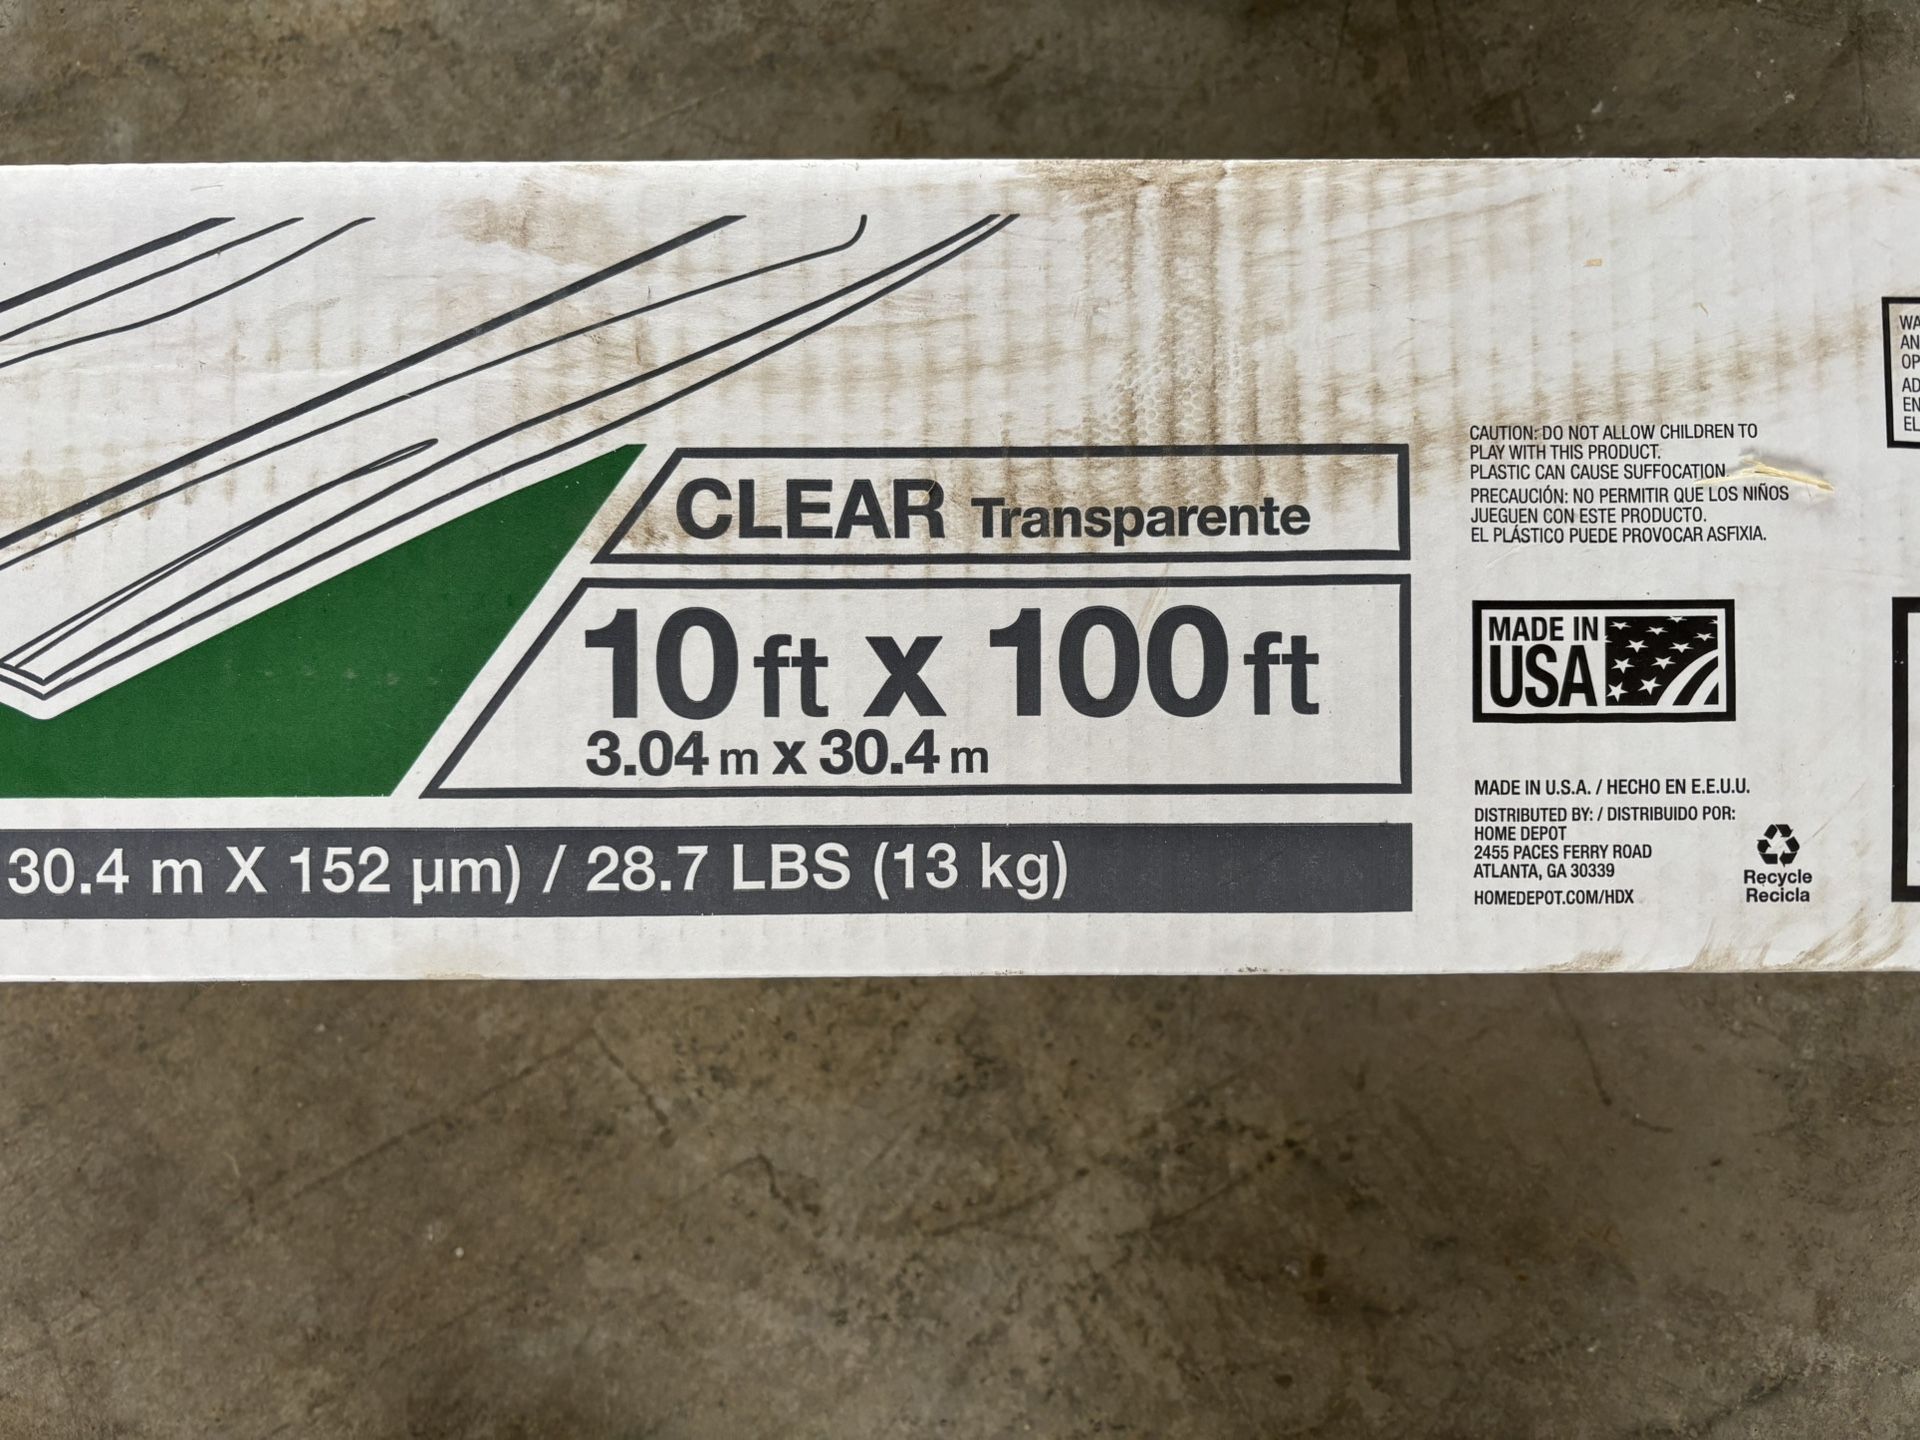 CLEAR Transparente
10 ft x 100 ft
3.04 m x 30.4 m
30.4 m X 152 µm) / 28.7 LBS (13 kg)
CAUTION: DO NOT ALLOW CHILDREN TO
PLAY WITH THIS PRODUCT.
PLASTIC CAN CAUSE SUFFOCATION
PRECAUCIÓN: NO PERMITIR QUE LOS NIÑOS
JUEGUEN CON ESTE PRODUCTO.
EL PLÁSTICO PUEDE PROVOCAR ASFIXIA.
MADE IN
USA
MADE IN U.S.A. / HECHO EN E.E.U.U.
DISTRIBUTED BY: / DISTRIBUIDO POR:
HOME DEPOT
2455 PACES FERRY ROAD
ATLANTA, GA 30339
HOMEDEPOT.COM/HDX
Recycle
Recicla